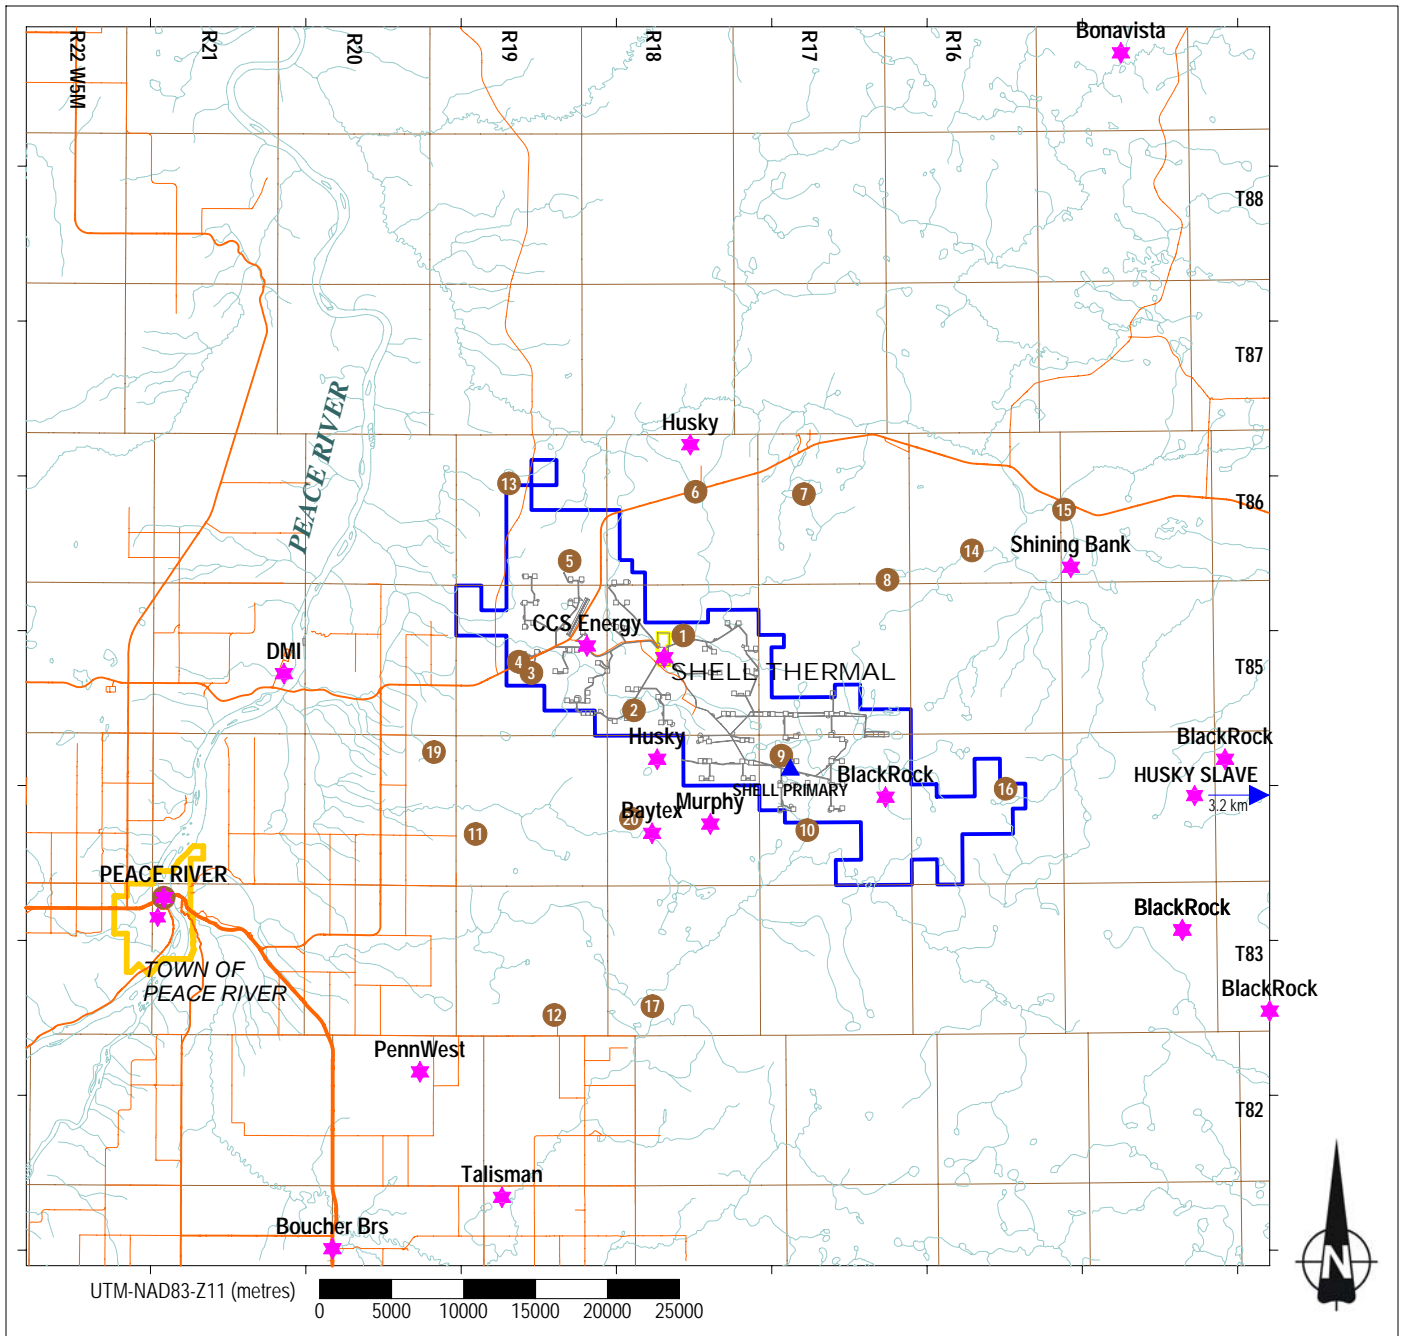 Bonavista
R22 W5M
R21
R20
R19
R18
R17
R16
T88
T87
PEACE RIVER
Husky
13
6
7
15
T86
14
Shining Bank
5
8
CCS Energy
1
DMI
4
3
SHELL THERMAL
T85
2
19
Husky
9
BlackRock
BlackRock
HUSKY SLAVE
3.2 km
SHELL PRIMARY
16
Murphy
Baytex
20
11
10
PEACE RIVER
BlackRock
TOWN OF
PEACE RIVER
T83
BlackRock
12
17
PennWest
T82
Talisman
Boucher Brs
N
UTM-NAD83-Z11 (metres)
0 5000 10000 15000 20000 25000